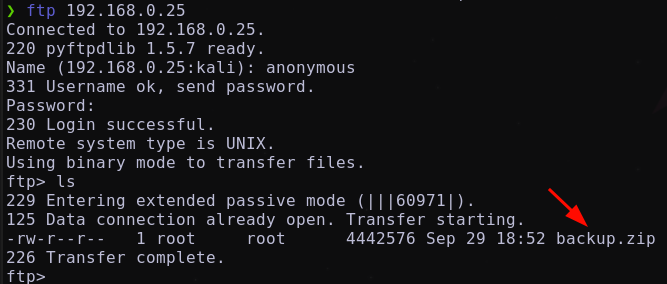 ❯ ftp 192.168.0.25
Connected to 192.168.0.25.
220 pyftpdlib 1.5.7 ready.
Name (192.168.0.25:kali): anonymous
331 Username ok, send password.
Password:
230 Login successful.
Remote system type is UNIX.
Using binary mode to transfer files.
ftp> ls
229 Entering extended passive mode (|||60971|).
125 Data connection already open. Transfer starting.
-rw-r--r--   1 root     root      4442576 Sep 29 18:52 backup.zip
226 Transfer complete.
ftp>